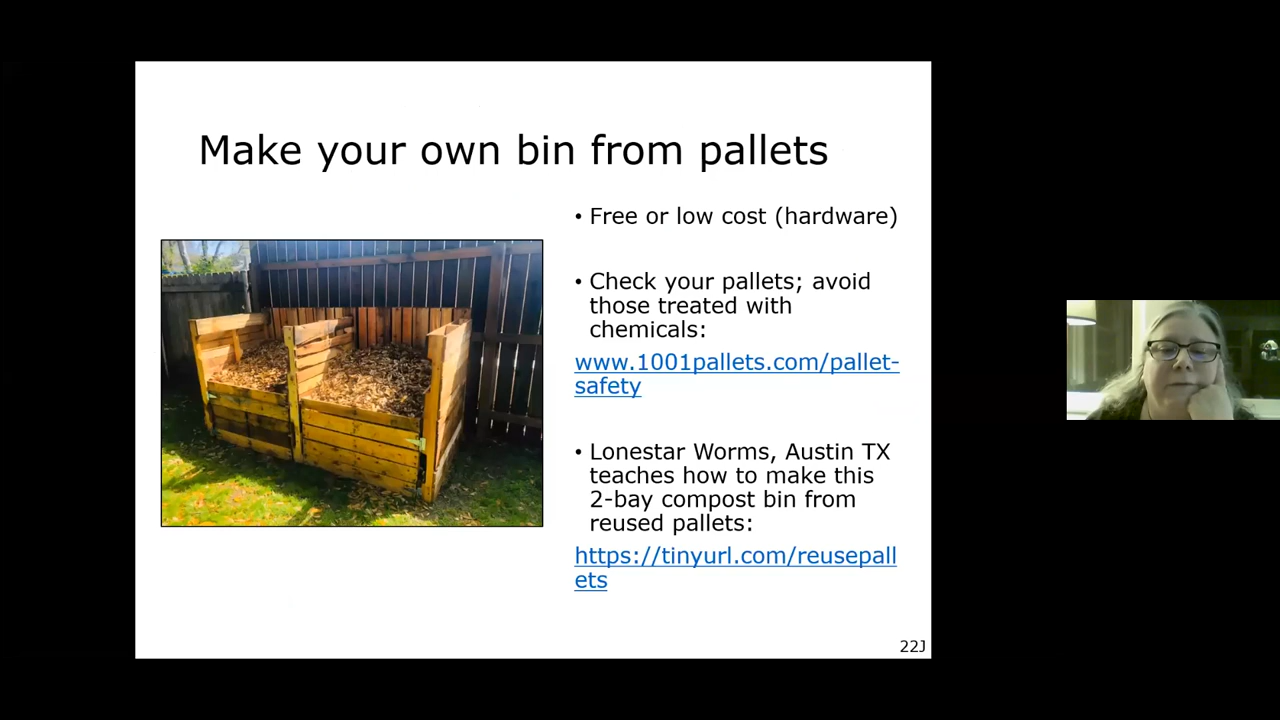 Make your own bin from pallets
• Free or low cost (hardware)
• Check your pallets; avoid
those treated with
chemicals:
www.1001pallets.com/pallet-
safety
• Lonestar Worms, Austin TX
teaches how to make this
2-bay compost bin from
reused pallets:
https://tinyurl.com/reusepall
ets
22J